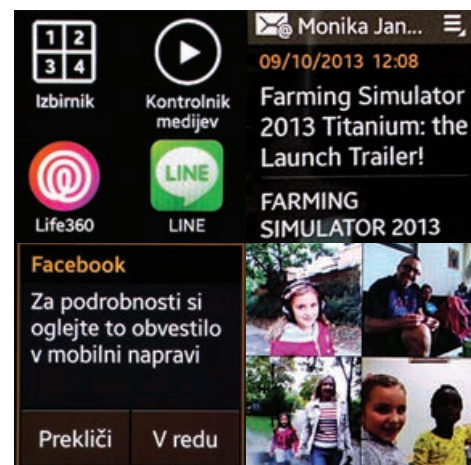 1 2
3 4
Izbirnik
Kontrolnik
medijev
LINE
Life360
LINE
@ Monika Jan...
09/10/2013 12:08
Farming Simulator
2013 Titanium: the
Launch Trailer!
FARMING
SIMULATOR 2013
Facebook
Za podrobnosti si
oglejte to obvestilo
v mobilni napravi
Prekliči
V redu